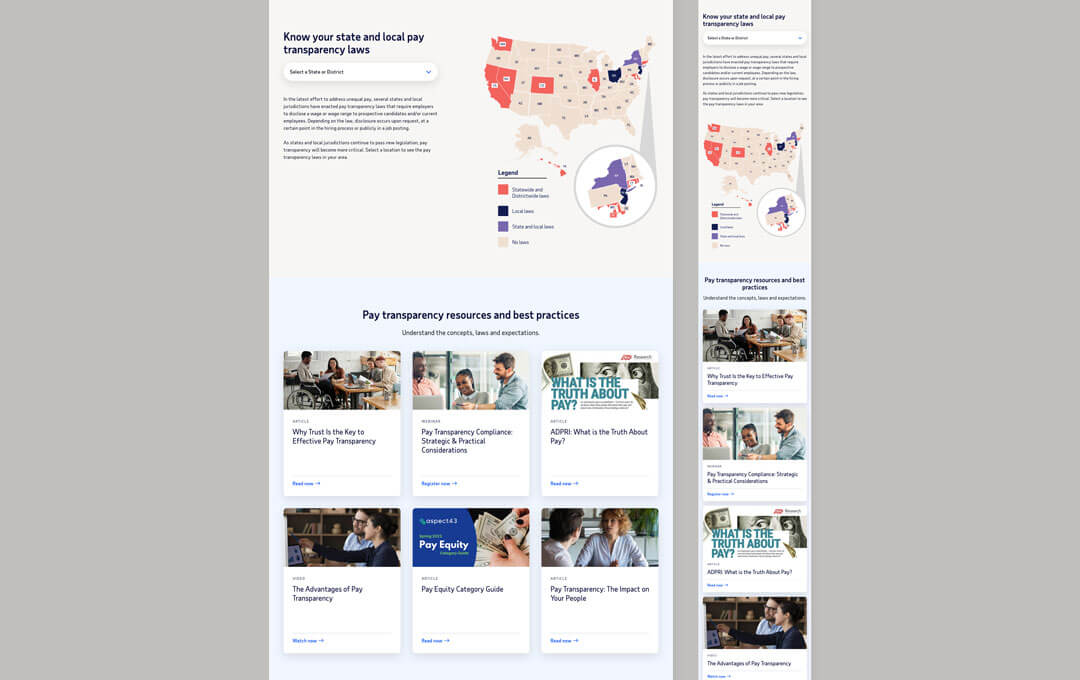 Know your state and local pay
transparency laws
Select a State or District
In the latest effort to address unequal pay, several states and local
jurisdictions have enacted pay transparency laws that require employers
to disclose a wage or wage range to prospective candidates and/or current
employees. Depending on the law, disclosure occurs upon request, at a
certain point in the hiring process or publicly in a job posting.
As states and local jurisdictions continue to pass new legislation, pay
transparency will become more critical. Select a location to see the pay
transparency laws in your area.
Legend
Statewide and
Districtwide laws
Local laws
State and local laws
No laws
Pay transparency resources and best practices
Understand the concepts, laws and expectations.
ARTICLE
Why Trust Is the Key to
Effective Pay Transparency
Read now →
WEBINAR
Pay Transparency Compliance:
Strategic & Practical
Considerations
Register now →
ADP Research
WHAT IS THE
TRUTH ABOUT
PAY?
ARTICLE
ADPRI: What is the Truth About
Pay?
Read now →
VIDEO
The Advantages of Pay
Transparency
Watch now →
aspect43
Spring 2023
Pay Equity
Category Guide
ARTICLE
Pay Equity Category Guide
Read now →
ARTICLE
Pay Transparency: The Impact on
Your People
Read now →
Know your state and local pay
transparency laws
Select a State or District
In the latest effort to address unequal pay, several states and local
jurisdictions have enacted pay transparency laws that require
employers to disclose a wage or wage range to prospective
candidates and/or current employees. Depending on the law,
disclosure occurs upon request, at a certain point in the hiring
process or publicly in a job posting.
As states and local jurisdictions continue to pass new legislation,
pay transparency will become more critical. Select a location to see
the pay transparency laws in your area.
Legend
Statewide and
Districtwide laws
Local laws
State and local laws
No laws
Pay transparency resources and best
practices
Understand the concepts, laws and expectations.
ARTICLE
Why Trust Is the Key to Effective Pay
Transparency
Read now →
WEBINAR
Pay Transparency Compliance: Strategic
& Practical Considerations
Register now →
ADP Research
WHAT IS THE
TRUTH ABOUT
PAY?
ARTICLE
ADPRI: What is the Truth About Pay?
Read now →
VIDEO
The Advantages of Pay Transparency
Watch now →